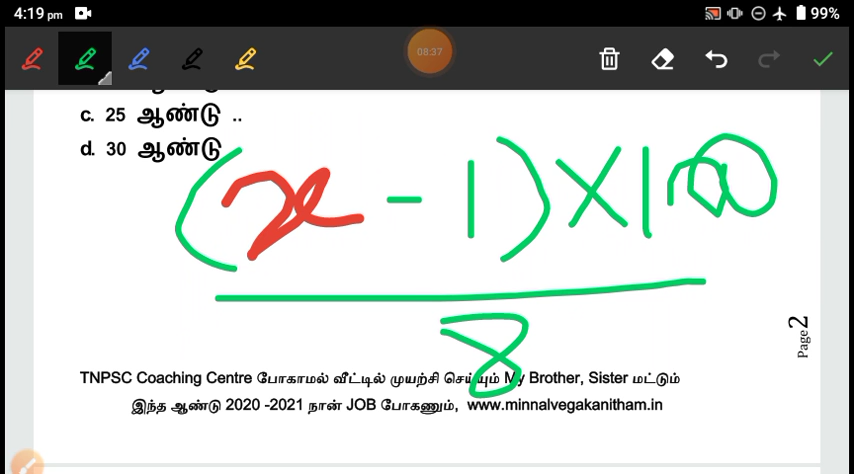 4:19 pm
99%
08:37
c. 25 ஆண்டு ..
d. 30 ஆண்டு
(x - 1) × 100
8
Page 2
TNPSC Coaching Centre போகாமல் வீட்டில் முயற்சி செய்யும் My Brother, Sister மட்டும்
இந்த ஆண்டு 2020 -2021 நான் JOB போகணும், www.minnalvegakanitham.in